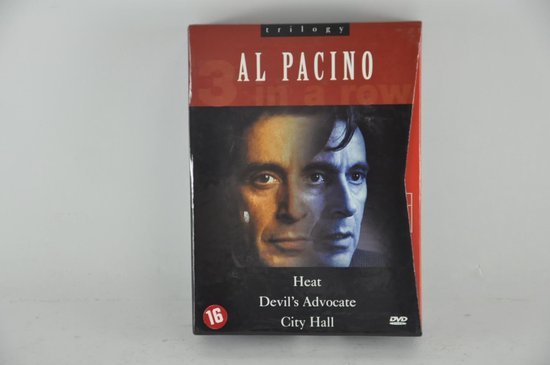 trilogy
AL PACINO
3 in a row
Heat
Devil's Advocate
City Hall
16
DVD